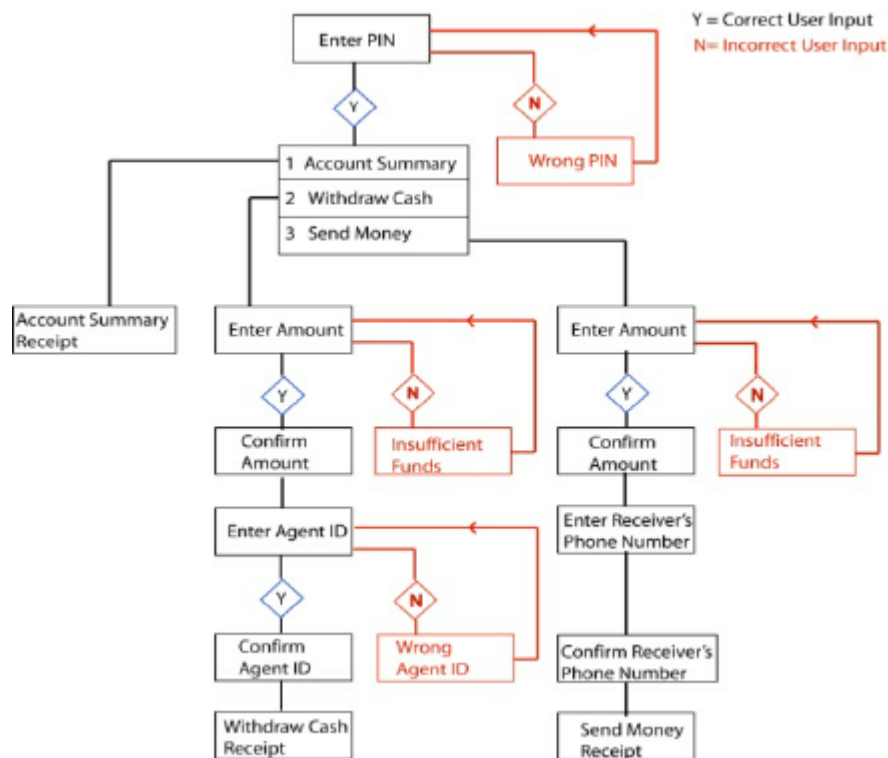 Y = Correct User Input
N= Incorrect User Input
Enter PIN
Y
N
Wrong PIN
1 Account Summary
2 Withdraw Cash
3 Send Money
Account Summary
Receipt
Enter Amount
Y
N
Confirm
Amount
Insufficient
Funds
Enter Agent ID
Y
N
Confirm
Agent ID
Wrong
Agent ID
Withdraw Cash
Receipt
Enter Amount
Y
N
Confirm
Amount
Insufficient
Funds
Enter Receiver's
Phone Number
Confirm Receiver's
Phone Number
Send Money
Receipt